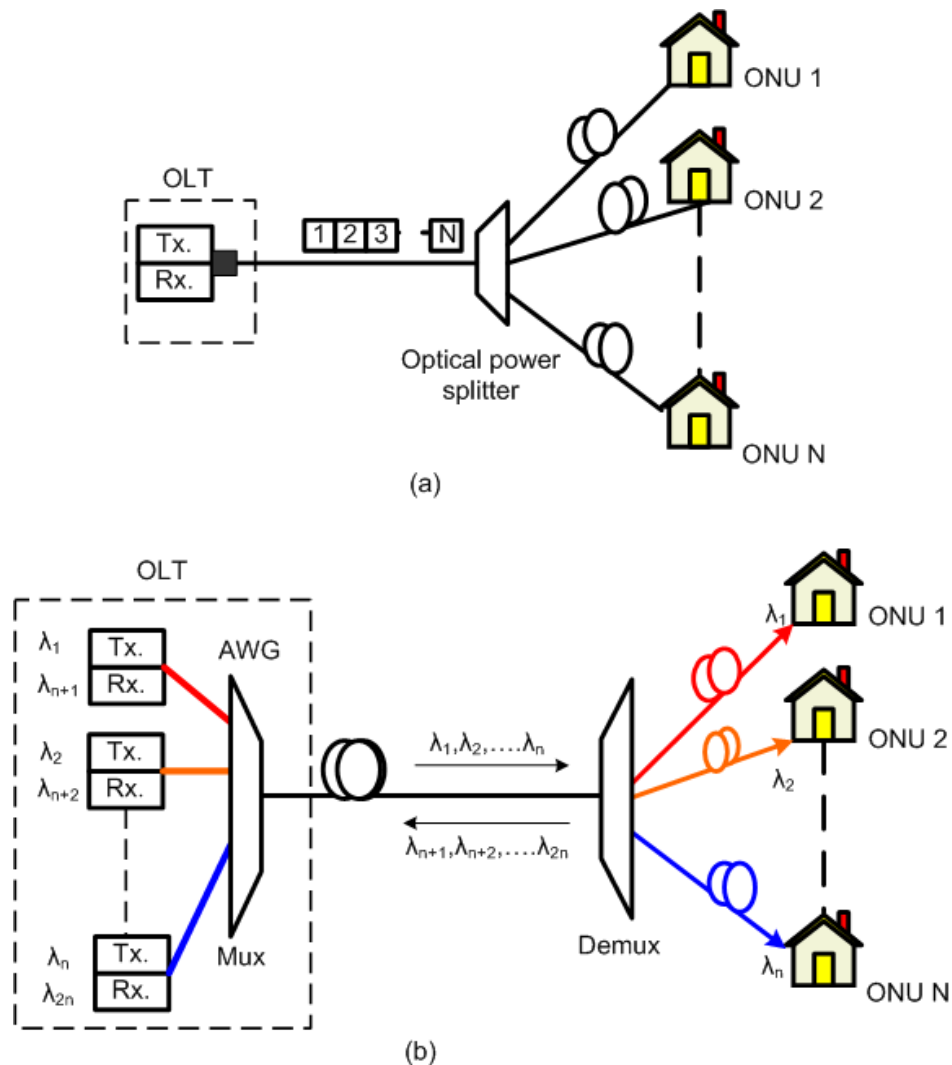 ONU 1
OLT
ONU 2
Tx.
1 2 3 N
Rx.
Optical power
splitter
ONU N
(a)
OLT
λ1
Tx.
AWG
λ1
ONU 1
λn+1
Rx.
λ2
Tx.
λ1,λ2,....λn
ONU 2
λn+2
Rx.
λ2
λn+1,λn+2,....λ2n
λn
Tx.
Mux
Demux
λn
λ2n
Rx.
ONU N
(b)